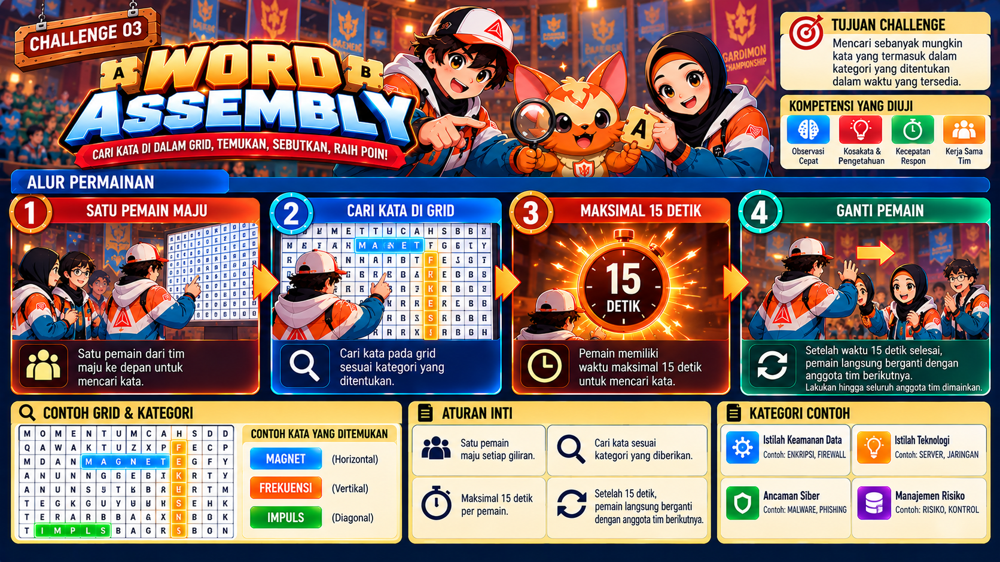 CHALLENGE 03
A WORD B
ASSEMBLY
CARI KATA DI DALAM GRID, TEMUKAN, SEBUTKAN, RAIH POIN!
GARDIMON
CHAMPIONSHIP
A
TUJUAN CHALLENGE
Mencari sebanyak mungkin
kata yang termasuk dalam
kategori yang ditentukan
dalam waktu yang tersedia.
KOMPETENSI YANG DIUJI
Observasi
Cepat
Kosakata &
Pengetahuan
Kecepatan
Respon
Kerja Sama
Tim
ALUR PERMAINAN
1
SATU PEMAIN MAJU
Satu pemain dari tim
maju ke depan untuk
mencari kata.
2
CARI KATA DI GRID
Cari kata pada grid
sesuai kategori yang
ditentukan.
3
MAKSIMAL 15 DETIK
15
DETIK
Pemain memiliki
waktu maksimal 15 detik
untuk mencari kata.
4
GANTI PEMAIN
Setelah waktu 15 detik selesai,
pemain langsung berganti dengan
anggota tim berikutnya.
Lakukan hingga seluruh anggota tim dimainkan.
CONTOH GRID & KATEGORI
M O M E N T U M C A H S D D
Q A W A K T U Z X P F E C P
M D A N M A G N E T E G F Y
T I M P L S B A G R S B O N
CONTOH KATA YANG DITEMUKAN
MAGNET (Horizontal)
FREKUENSI (Vertikal)
IMPULS (Diagonal)
ATURAN INTI
Satu pemain
maju setiap giliran.
Cari kata sesuai
kategori yang diberikan.
Maksimal 15 detik
per pemain.
Setelah 15 detik,
pemain langsung berganti
dengan anggota tim berikutnya.
KATEGORI CONTOH
Istilah Keamanan Data
Contoh: ENKRIPSI, FIREWALL
Istilah Teknologi
Contoh: SERVER, JARINGAN
Ancaman Siber
Contoh: MALWARE, PHISHING
Manajemen Risiko
Contoh: RISIKO, KONTROL